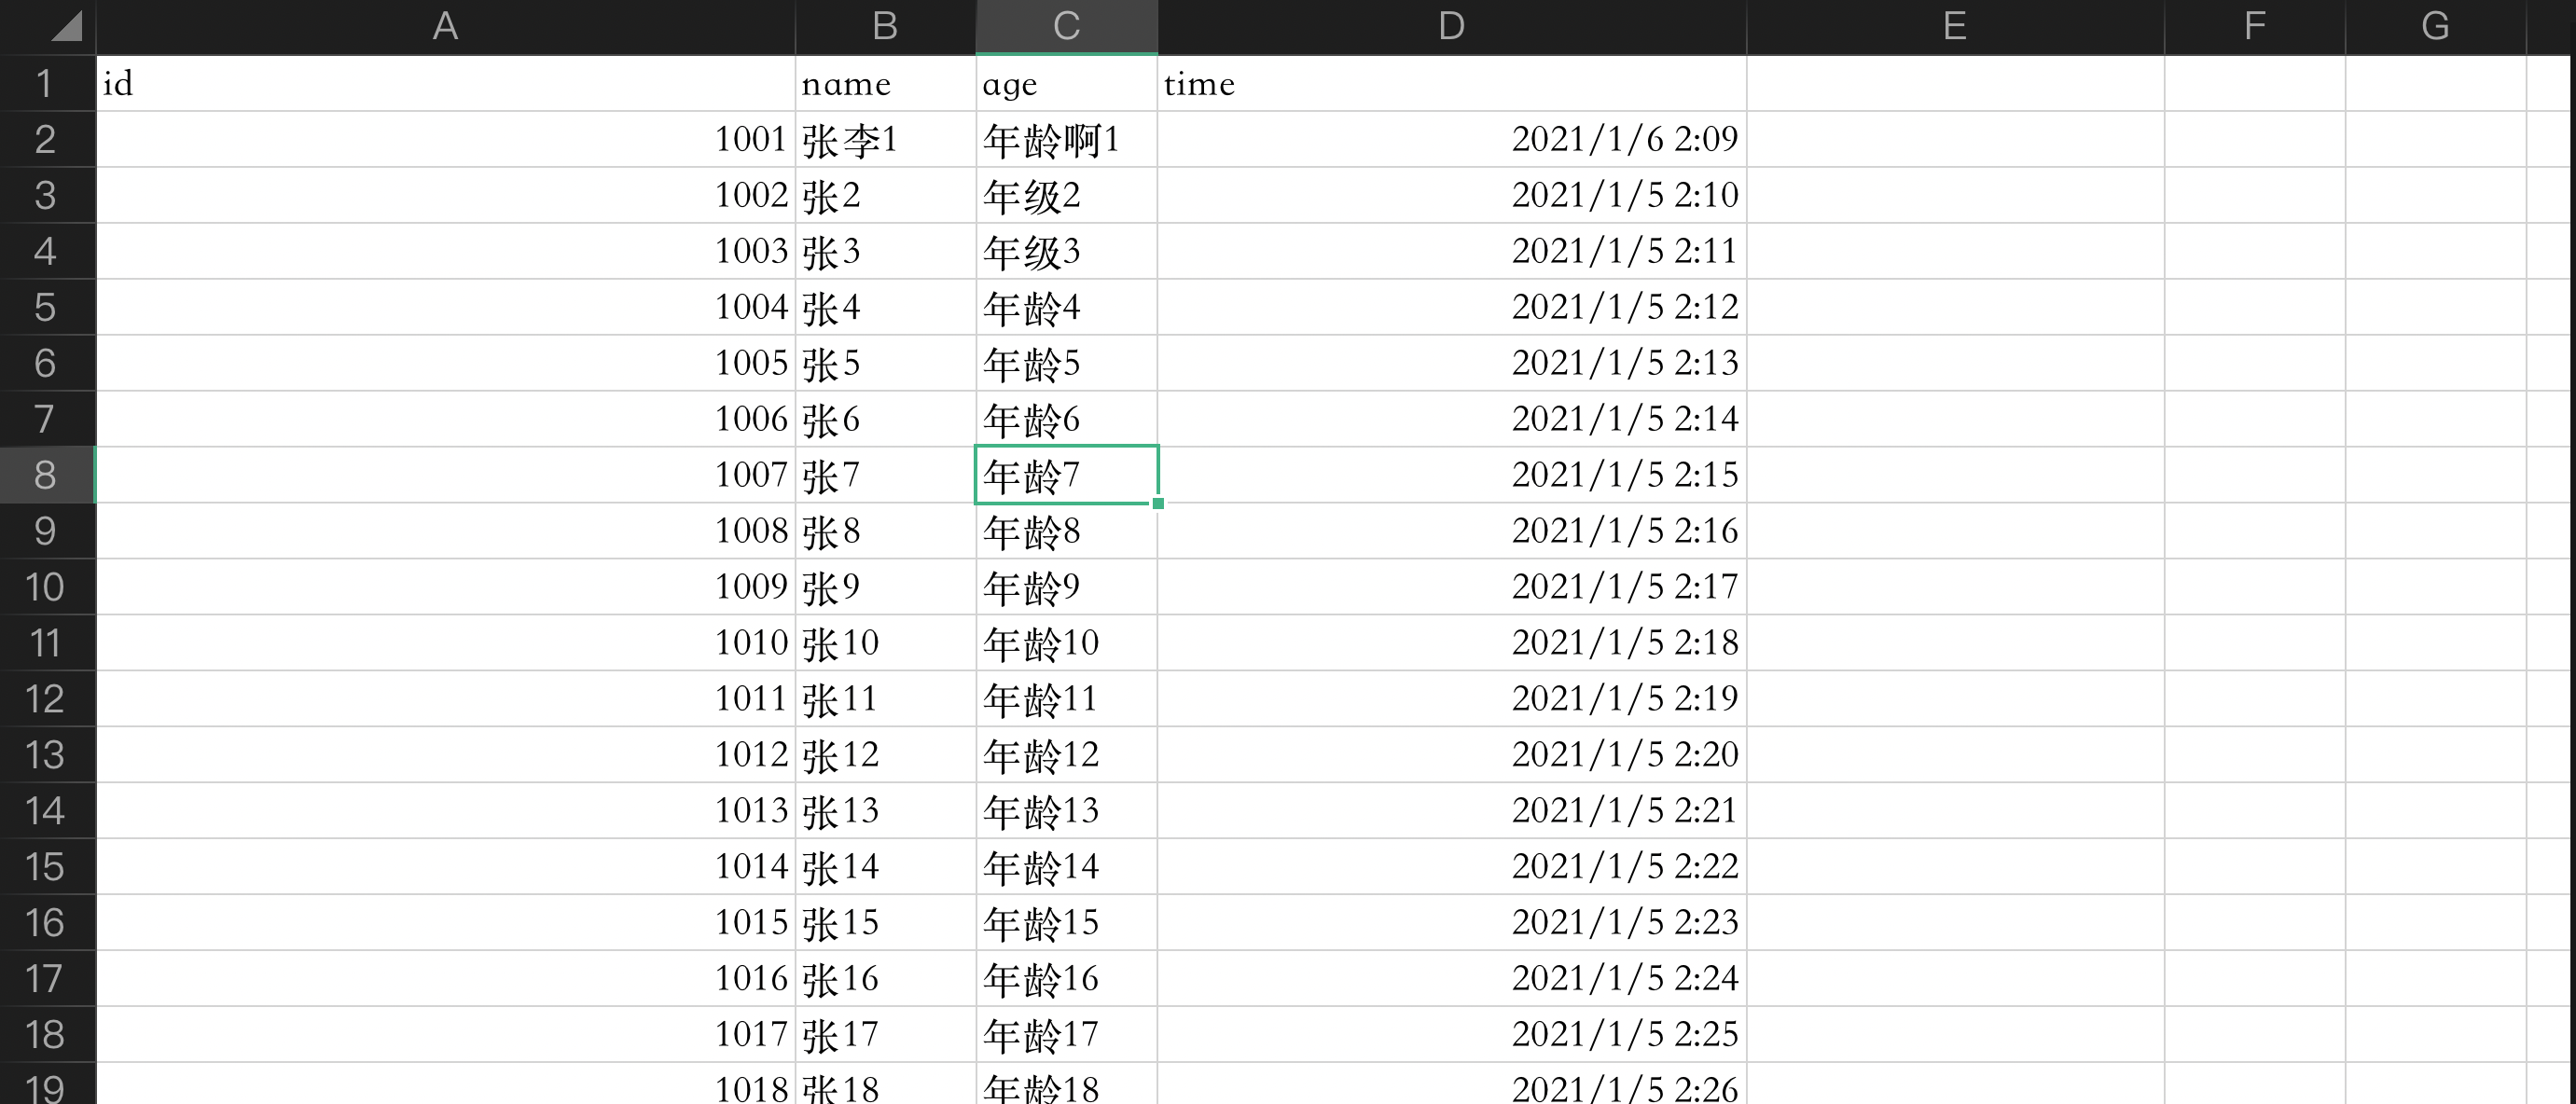 A B C D E F G
1 id name age time
2 1001 张李1 年龄啊1 2021/1/6 2:09
3 1002 张2 年级2 2021/1/5 2:10
4 1003 张3 年级3 2021/1/5 2:11
5 1004 张4 年龄4 2021/1/5 2:12
6 1005 张5 年龄5 2021/1/5 2:13
7 1006 张6 年龄6 2021/1/5 2:14
8 1007 张7 年龄7 2021/1/5 2:15
9 1008 张8 年龄8 2021/1/5 2:16
10 1009 张9 年龄9 2021/1/5 2:17
11 1010 张10 年龄10 2021/1/5 2:18
12 1011 张11 年龄11 2021/1/5 2:19
13 1012 张12 年龄12 2021/1/5 2:20
14 1013 张13 年龄13 2021/1/5 2:21
15 1014 张14 年龄14 2021/1/5 2:22
16 1015 张15 年龄15 2021/1/5 2:23
17 1016 张16 年龄16 2021/1/5 2:24
18 1017 张17 年龄17 2021/1/5 2:25
19 1018 张18 年龄18 2021/1/5 2:26